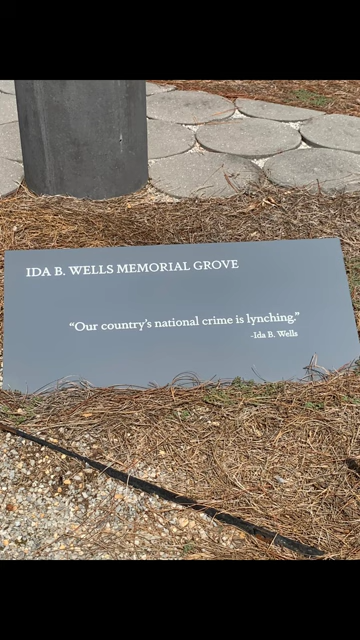 IDA B. WELLS MEMORIAL GROVE
“Our country’s national crime is lynching.”
-Ida B. Wells